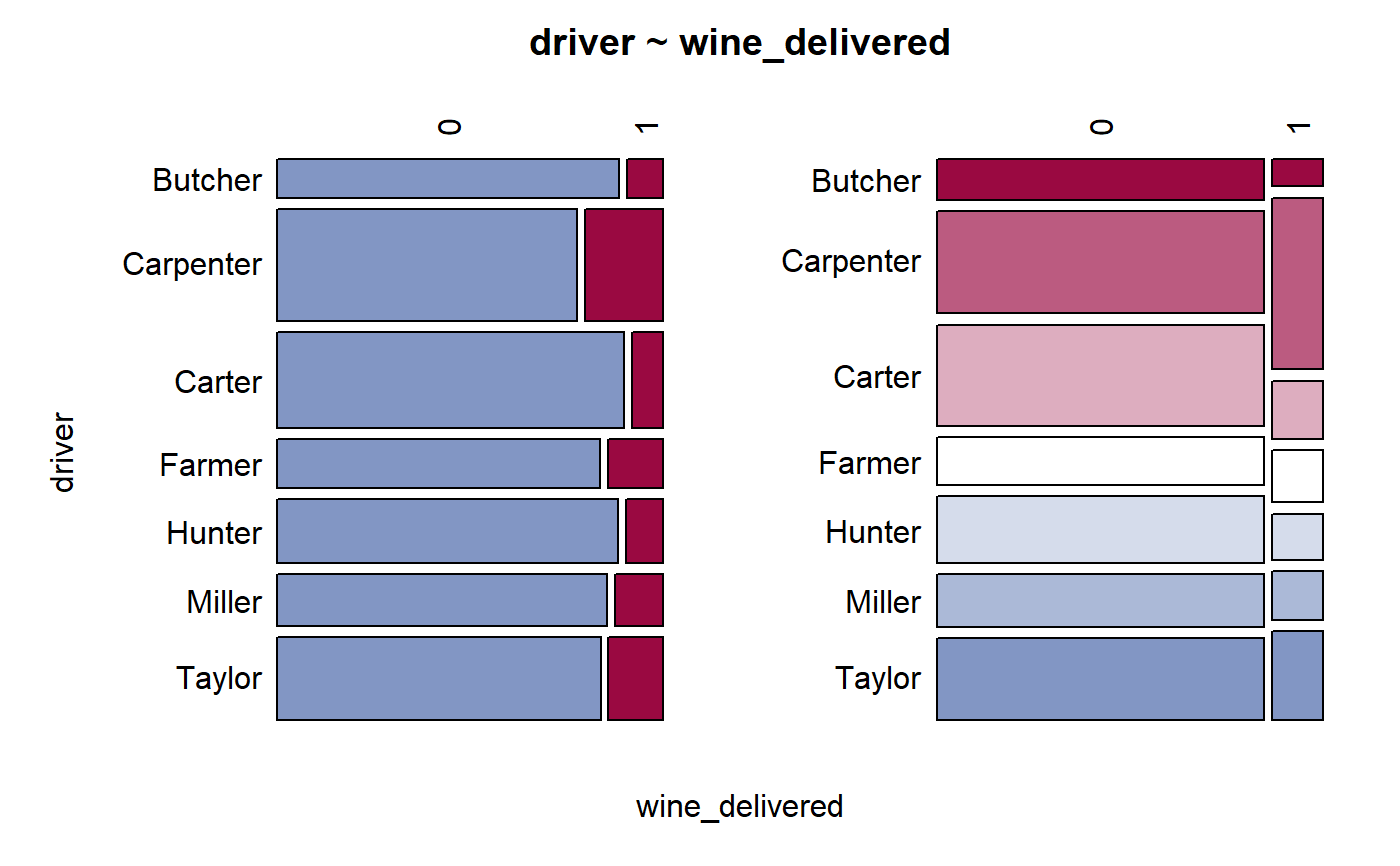 driver ~ wine_delivered
0 1 0 1
Butcher Butcher
Carpenter Carpenter
Carter Carter
driver
Farmer Farmer
Hunter Hunter
Miller Miller
Taylor Taylor
wine_delivered